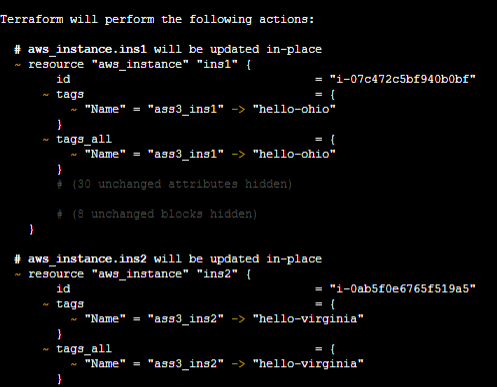 Terraform will perform the following actions:
# aws_instance.ins1 will be updated in-place
~ resource "aws_instance" "ins1" {
id = "i-07c472c5bf940b0bf"
~ tags = {
~ "Name" = "ass3_ins1" -> "hello-ohio"
}
~ tags_all = {
~ "Name" = "ass3_ins1" -> "hello-ohio"
}
# (30 unchanged attributes hidden)
# (8 unchanged blocks hidden)
}
# aws_instance.ins2 will be updated in-place
~ resource "aws_instance" "ins2" {
id = "i-0ab5f0e6765f519a5"
~ tags = {
~ "Name" = "ass3_ins2" -> "hello-virginia"
}
~ tags_all = {
~ "Name" = "ass3_ins2" -> "hello-virginia"
}